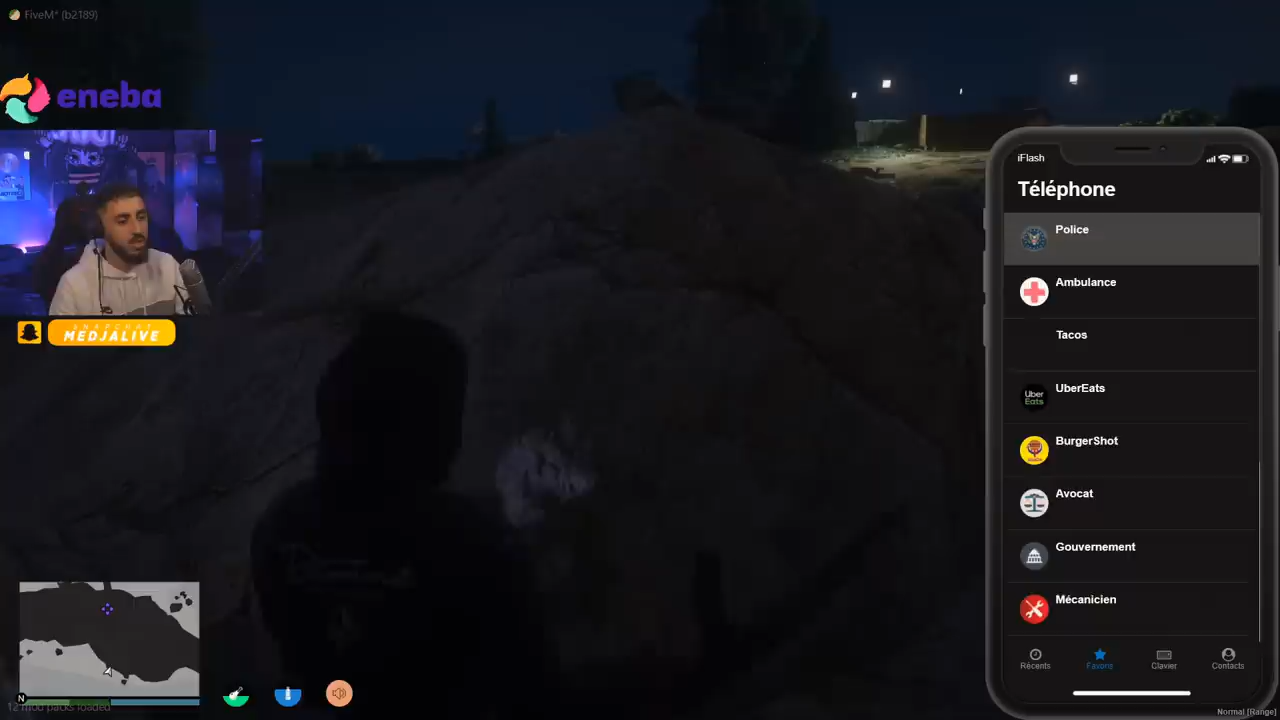 FiveM® (b2189)
eneba
SNAPCHAT
MEDJALIVE
iFlash
Téléphone
Police
Ambulance
Tacos
UberEats
Uber
Eats
BurgerShot
Avocat
Gouvernement
Mécanicien
Récents
Favoris
Clavier
Contacts
N
12 mod packs loaded
Normal [Range]